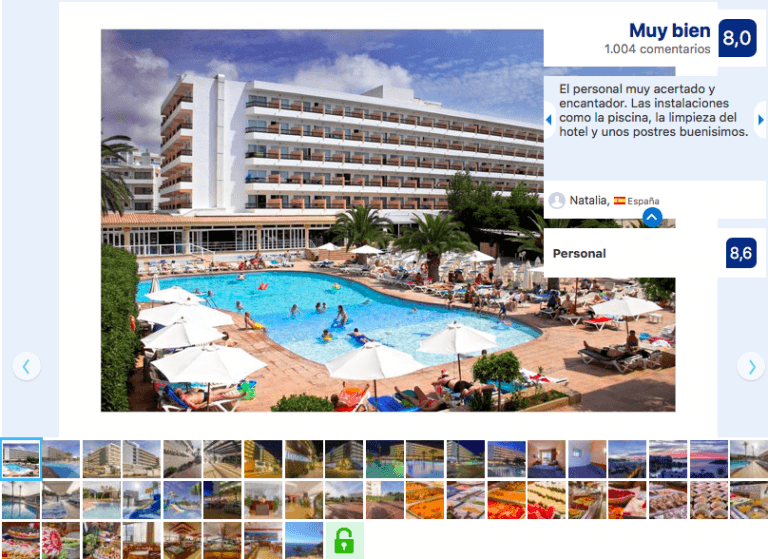 Muy bien
8,0
1.004 comentarios
El personal muy acertado y
encantador. Las instalaciones
como la piscina, la limpieza del
hotel y unos postres buenisimos.
Natalia, España
Personal
8,6